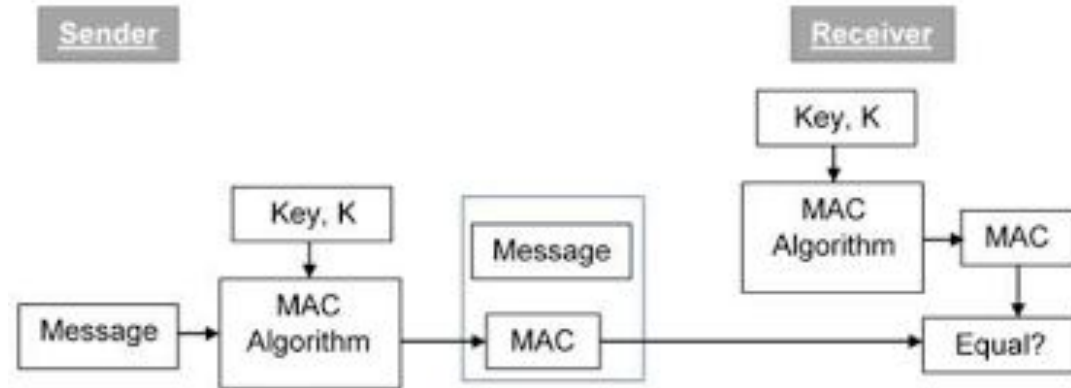 Sender
Receiver
Key, K
MAC
Algorithm
MAC
Key, K
Message
Message
MAC
Algorithm
MAC
Equal?